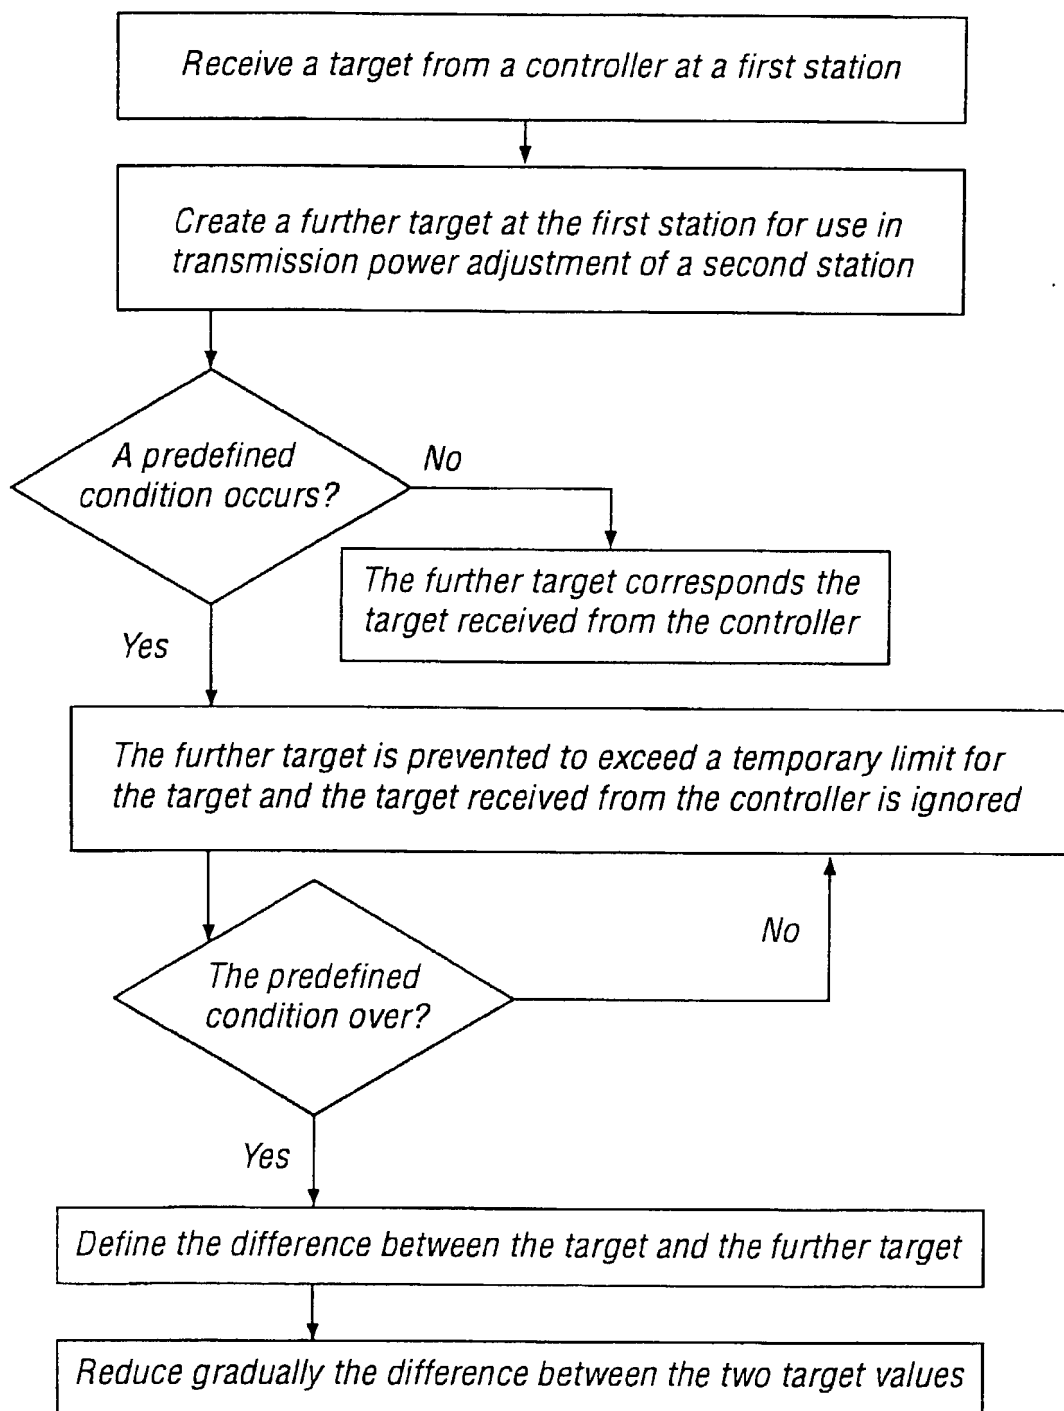 Receive a target from a controller at a first station
Create a further target at the first station for use in
transmission power adjustment of a second station
A predefined
condition occurs?
No
The further target corresponds the
target received from the controller
Yes
The further target is prevented to exceed a temporary limit for
the target and the target received from the controller is ignored
No
The predefined
condition over?
Yes
Define the difference between the target and the further target
Reduce gradually the difference between the two target values